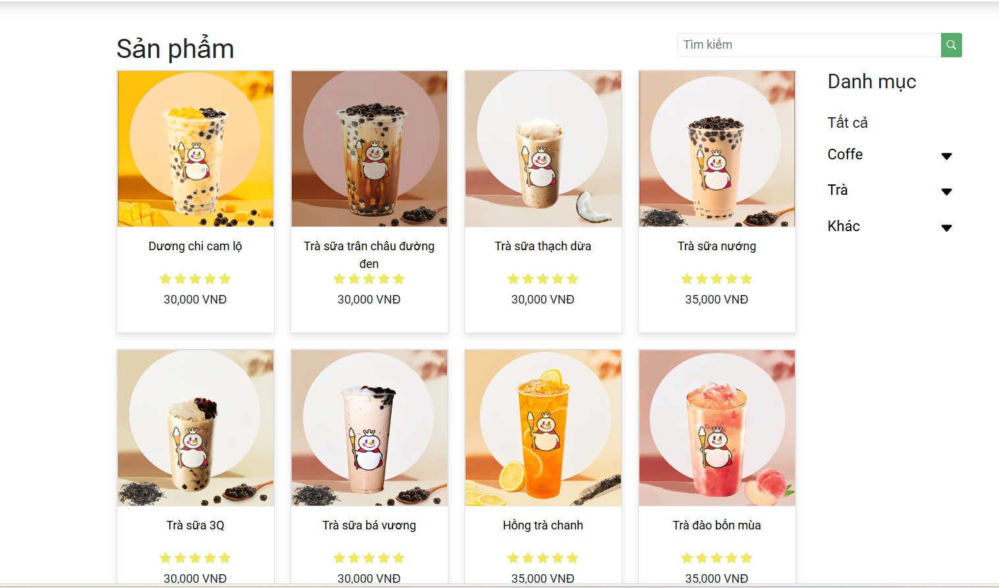 Sản phẩm
Tìm kiếm
Danh mục
Tất cả
Coffe
Trà
Khác
Dương chi cam lộ
30,000 VNĐ
Trà sữa trân châu đường
đen
30,000 VNĐ
Trà sữa thạch dừa
30,000 VNĐ
Trà sữa nướng
35,000 VNĐ
Trà sữa 3Q
30,000 VNĐ
Trà sữa bá vương
30,000 VNĐ
Hồng trà chanh
35,000 VNĐ
Trà đào bốn mùa
35,000 VNĐ